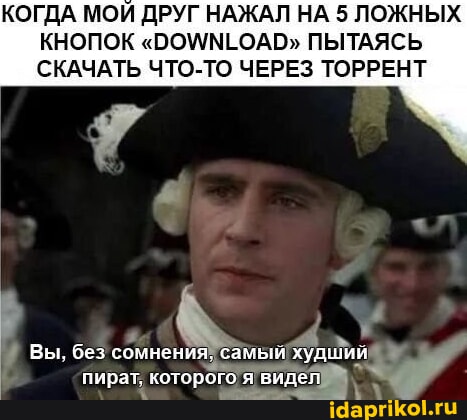 КОГДА МОЙ ДРУГ НАЖАЛ НА 5 ЛОЖНЫХ
КНОПОК «DOWNLOAD» ПЫТАЯСЬ
СКАЧАТЬ ЧТО-ТО ЧЕРЕЗ ТОРРЕНТ
Вы, без сомнения, самый худший
пират, которого я видел
idaprikol.ru